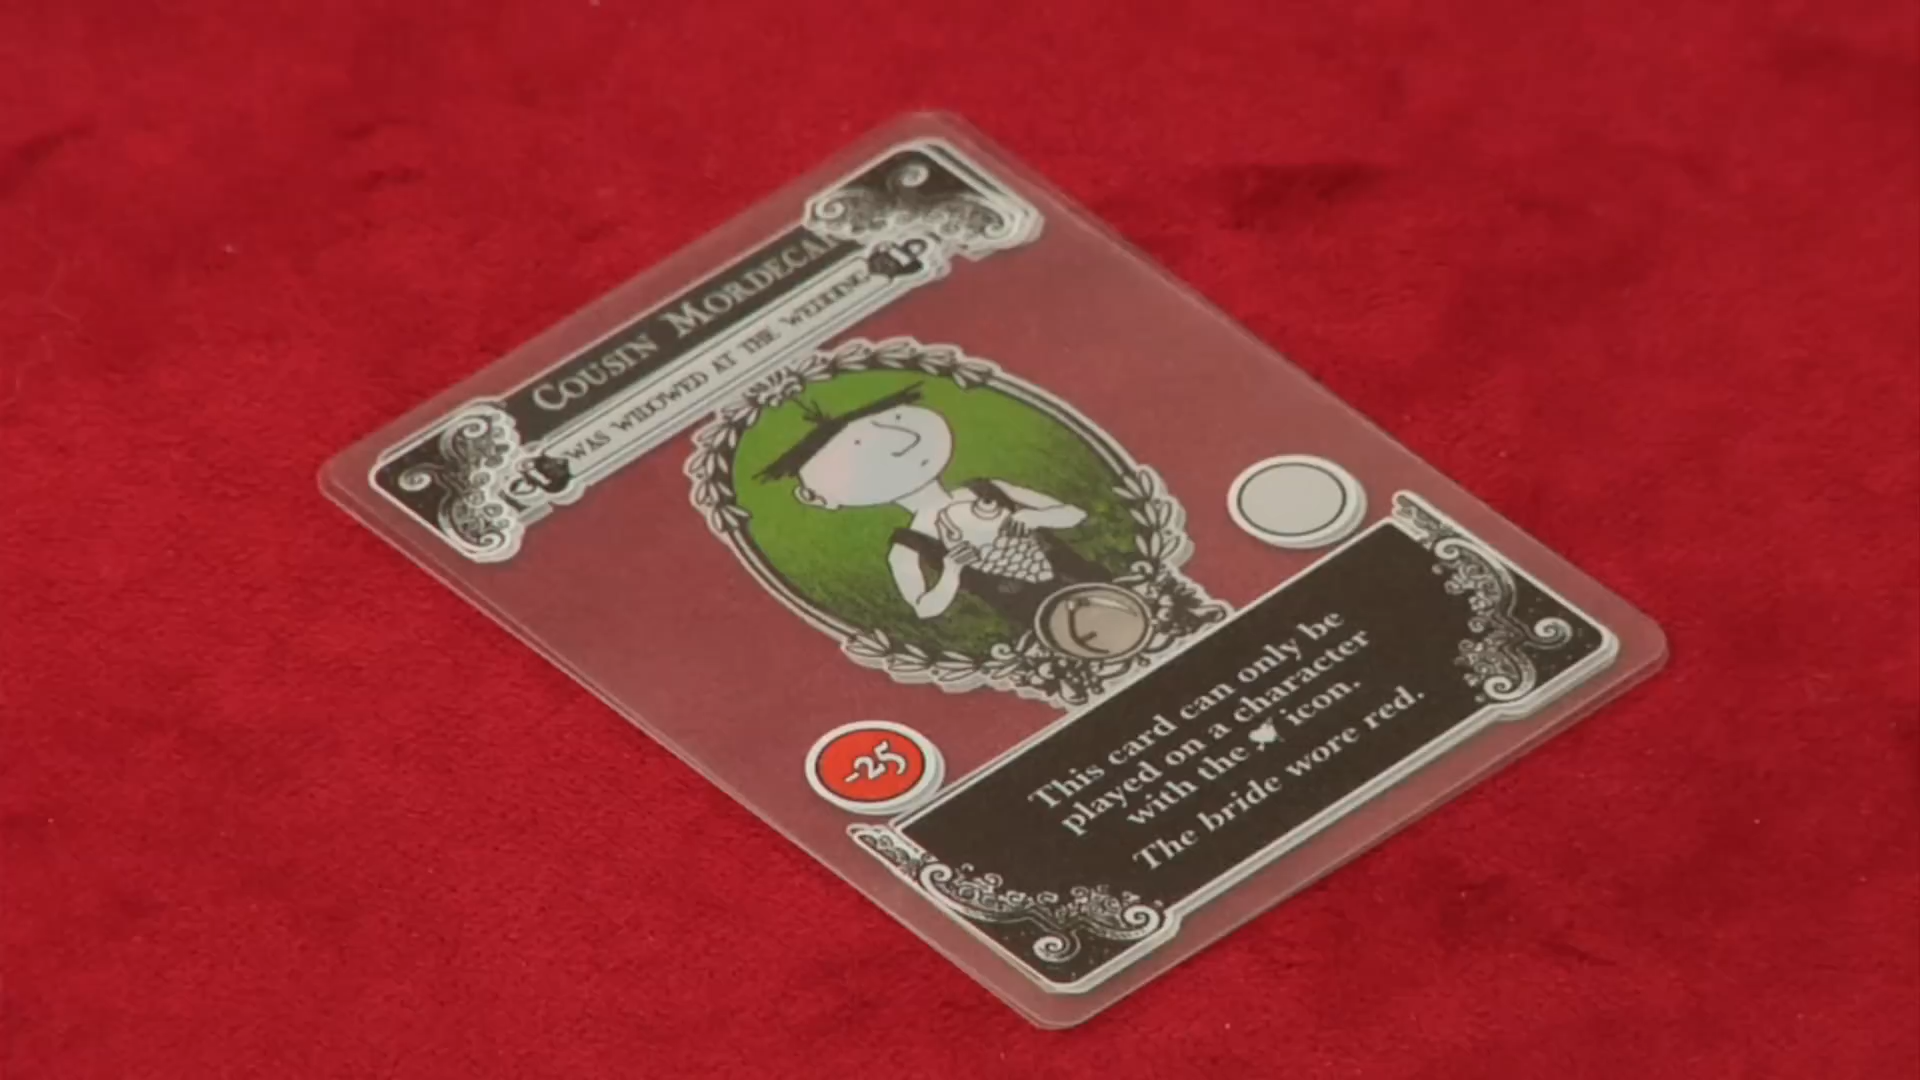 COUSIN MORDECAI
WAS WIDOWED AT THE WEDDING
-25
This card can only be
played on a character
with the icon.
The bride wore red.